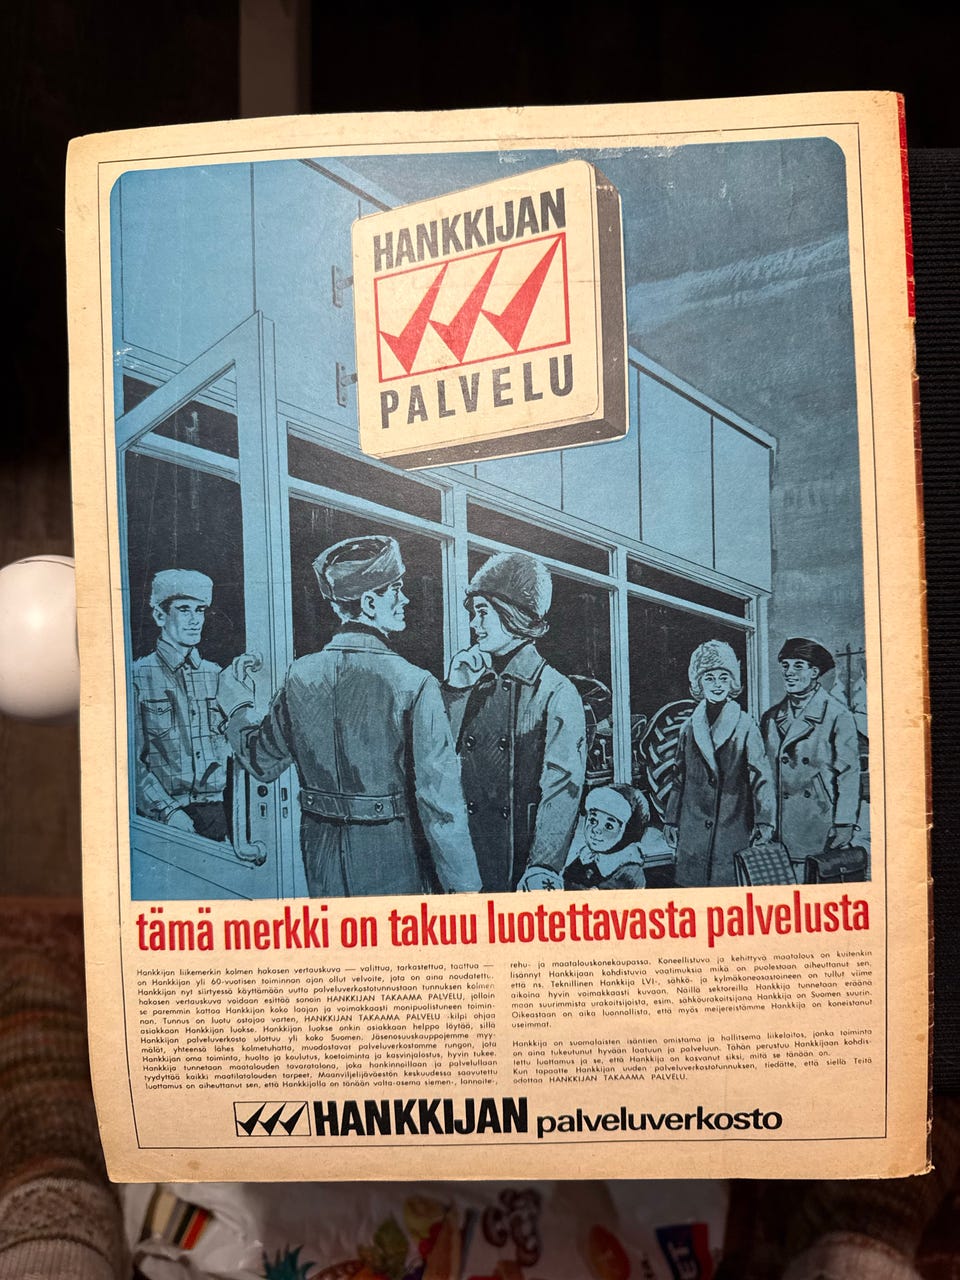 HANKKIJAN
PALVELU
tämä merkki on takuu luotettavasta palvelusta
Hankkijan liikemerkin kolmen hakasen vertauskuva — valittua, tarkastettua, taattua —
on Hankkijan yli 60-vuotisen toiminnan ajan ollut velvoite, jota on aina noudatettu.
Hankkijan nyt siirtyessä käyttämään uutta palveluverkostotunnustaan tunnuksen kolmen
hakasen vertauskuva voidaan esittää sanoin HANKKIJAN TAKAAMA PALVELU, jolloin
se paremmin kattaa Hankkijan koko laajan ja voimakkaasti monipuolistuneen toimin-
nan. Tunnus on luotu ostajaa varten, HANKKIJAN TAKAAMA PALVELU -kilpi ohjaa
asiakkaan Hankkijan luokse. Hankkijan luokse onkin asiakkaan helppo löytää, sillä
Hankkijan palveluverkosto ulottuu yli koko Suomen. Jäsenosuuskauppojemme myy-
mälät, yhteensä lähes kolmetuhatta, muodostavat palveluverkostomme rungon, jota
Hankkijan oma toiminta, huolto ja koulutus, koetoiminta ja kasvinjalostus, hyvin tukee.
Hankkija tunnetaan maatalouden tavaratalona, joka hankinnoillaan ja palvelullaan
tyydyttää kaikki maatilatalouden tarpeet. Maanviljelijäväestön keskuudessa saavutettu
luottamus on aiheuttanut sen, että Hankkijalla on tänään valta-asema siemen-, lannoite-,
rehu- ja maatalouskonekaupassa. Koneellistuva ja kehittyvä maatalous on kuitenkin
lisännyt Hankkijaan kohdistuvia vaatimuksia mikä on puolestaan aiheuttanut sen,
että ns. Teknillinen Hankkija LVI-, sähkö- ja kylmäkoneosastoineen on tullut viime
aikoina hyvin voimakkaasti kuvaan. Näillä sektoreilla Hankkija tunnetaan eräänä
maan suurimmista urakoitsijoista, esim. sähköurakoitsijana Hankkija on Suomen suurin.
Oikeastaan on aika luonnollista, että myös meijereistämme Hankkija on koneistanut
useimmat.
Hankkija on suomalaisten isäntien omistama ja hallitsema liikelaitos, jonka toiminta
on aina tukeutunut hyvään laatuun ja palveluun. Tähän perustuu Hankkijaan kohdis-
tettu luottamus ja se, että Hankkija on kasvanut siksi, mitä se tänään on.
Kun tapaatte Hankkijan uuden palveluverkostotunnuksen, tiedätte, että siellä Teitä
odottaa HANKKIJAN TAKAAMA PALVELU.
HANKKIJAN palveluverkosto